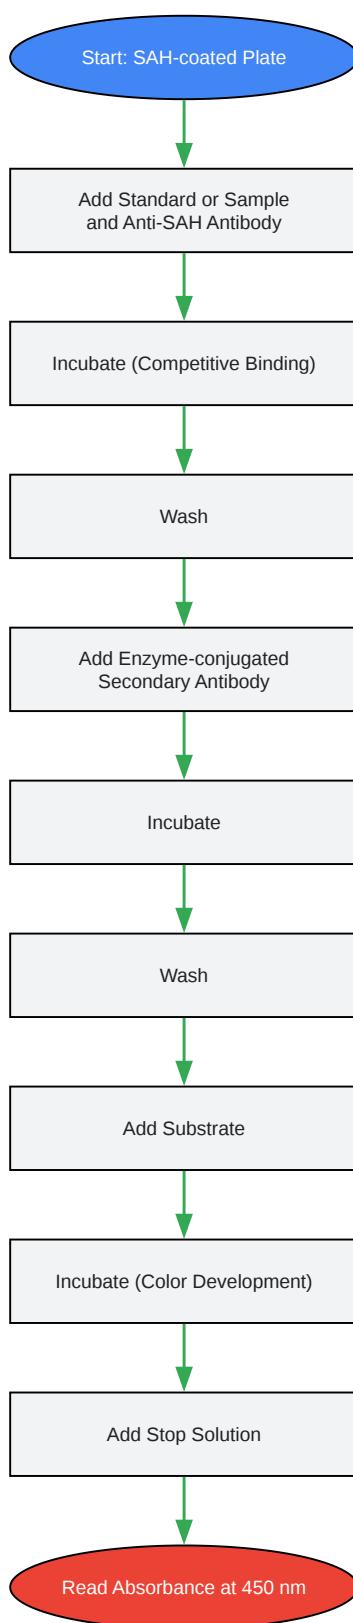 Start: SAH-coated Plate
Add Standard or Sample
and Anti-SAH Antibody
Incubate (Competitive Binding)
Wash
Add Enzyme-conjugated
Secondary Antibody
Incubate
Wash
Add Substrate
Incubate (Color Development)
Add Stop Solution
Read Absorbance at 450 nm